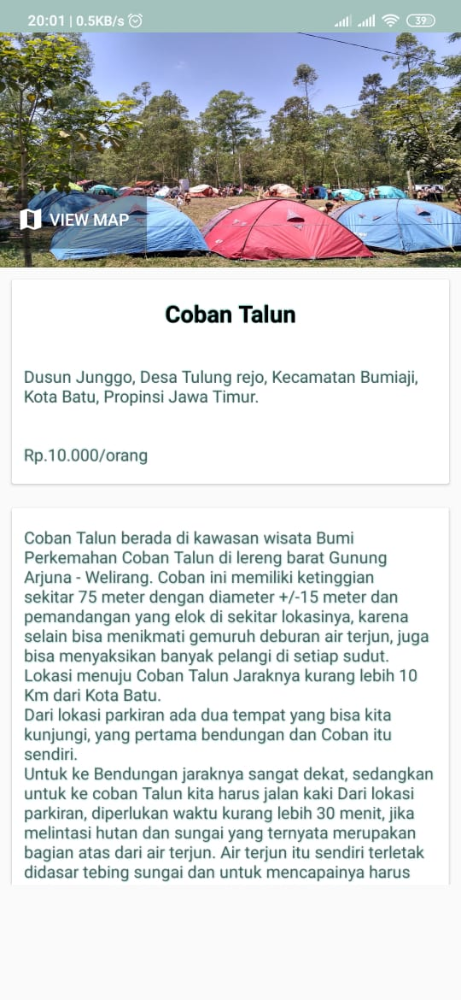 20:01 | 0.5KB/s
39
VIEW MAP
Coban Talun
Dusun Junggo, Desa Tulung rejo, Kecamatan Bumiaji,
Kota Batu, Propinsi Jawa Timur.
Rp.10.000/orang
Coban Talun berada di kawasan wisata Bumi
Perkemahan Coban Talun di lereng barat Gunung
Arjuna - Welirang. Coban ini memiliki ketinggian
sekitar 75 meter dengan diameter +/-15 meter dan
pemandangan yang elok di sekitar lokasinya, karena
selain bisa menikmati gemuruh deburan air terjun, juga
bisa menyaksikan banyak pelangi di setiap sudut.
Lokasi menuju Coban Talun Jaraknya kurang lebih 10
Km dari Kota Batu.
Dari lokasi parkiran ada dua tempat yang bisa kita
kunjungi, yang pertama bendungan dan Coban itu
sendiri.
Untuk ke Bendungan jaraknya sangat dekat, sedangkan
untuk ke coban Talun kita harus jalan kaki Dari lokasi
parkiran, diperlukan waktu kurang lebih 30 menit, jika
melintasi hutan dan sungai yang ternyata merupakan
bagian atas dari air terjun. Air terjun itu sendiri terletak
didasar tebing sungai dan untuk mencapainya harus